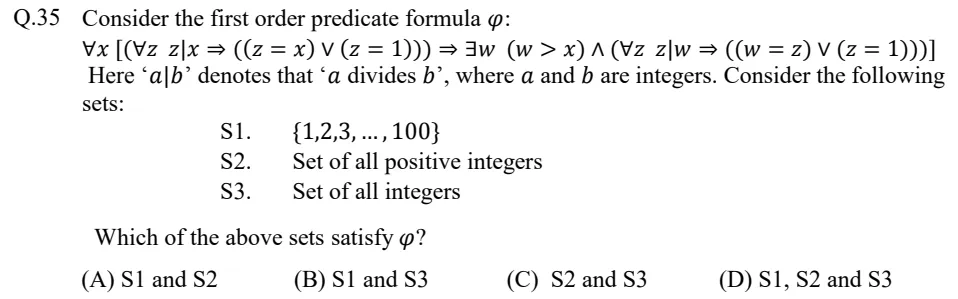 Q.35 Consider the first order predicate formula φ:
∀x [(∀z z|x ⇒ ((z = x) ∨ (z = 1))) ⇒ ∃w (w > x) ∧ (∀z z|w ⇒ ((w = z) ∨ (z = 1)))]
Here ‘a|b’ denotes that ‘a divides b’, where a and b are integers. Consider the following
sets:
S1. {1,2,3, … , 100}
S2. Set of all positive integers
S3. Set of all integers
Which of the above sets satisfy φ?
(A) S1 and S2 (B) S1 and S3 (C) S2 and S3 (D) S1, S2 and S3